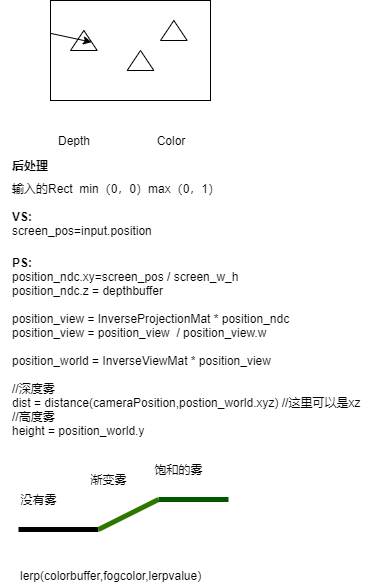 Depth
Color
后处理
输入的Rect min（0，0）max（0，1）
VS:
screen_pos=input.position
PS:
position_ndc.xy=screen_pos / screen_w_h
position_ndc.z = depthbuffer
position_view = InverseProjectionMat * position_ndc
position_view = position_view / position_view.w
position_world = InverseViewMat * position_view
//深度雾
dist = distance(cameraPosition,postion_world.xyz) //这里可以是xz
//高度雾
height = position_world.y
饱和的雾
渐变雾
没有雾
lerp(colorbuffer,fogcolor,lerpvalue)